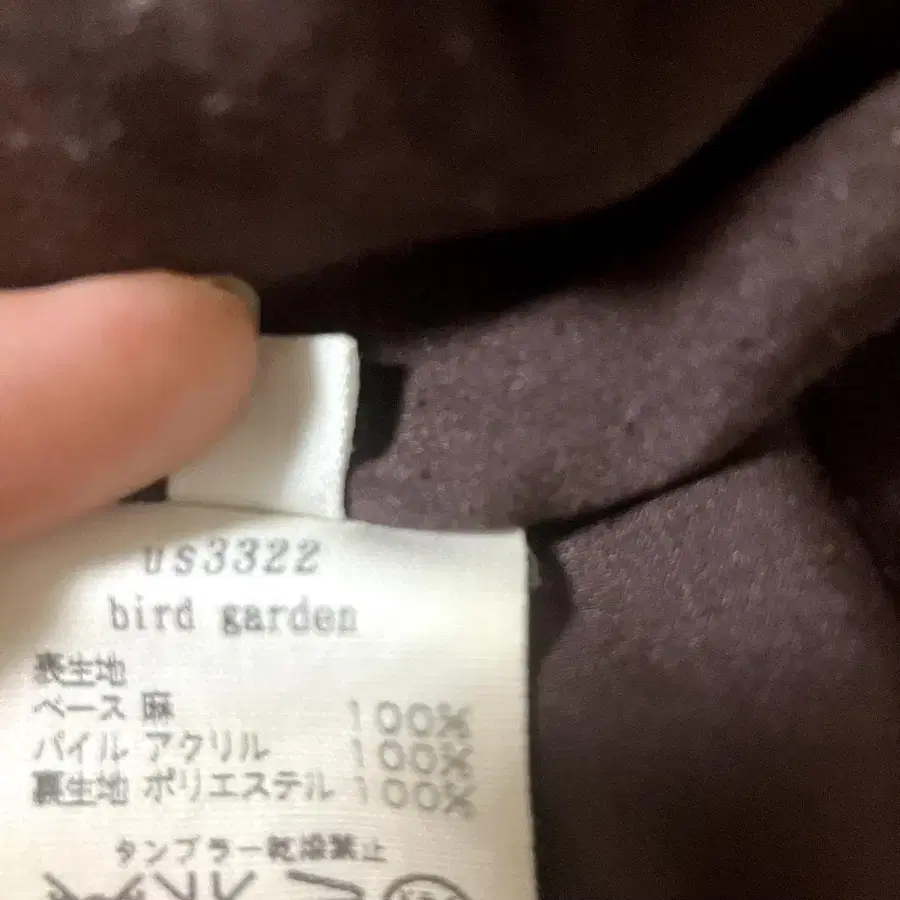 us3322
bird garden
表生地
ベース 麻 100%
パイル アクリル 100%
裏生地 ポリエステル 100%
タンブラー乾燥禁止